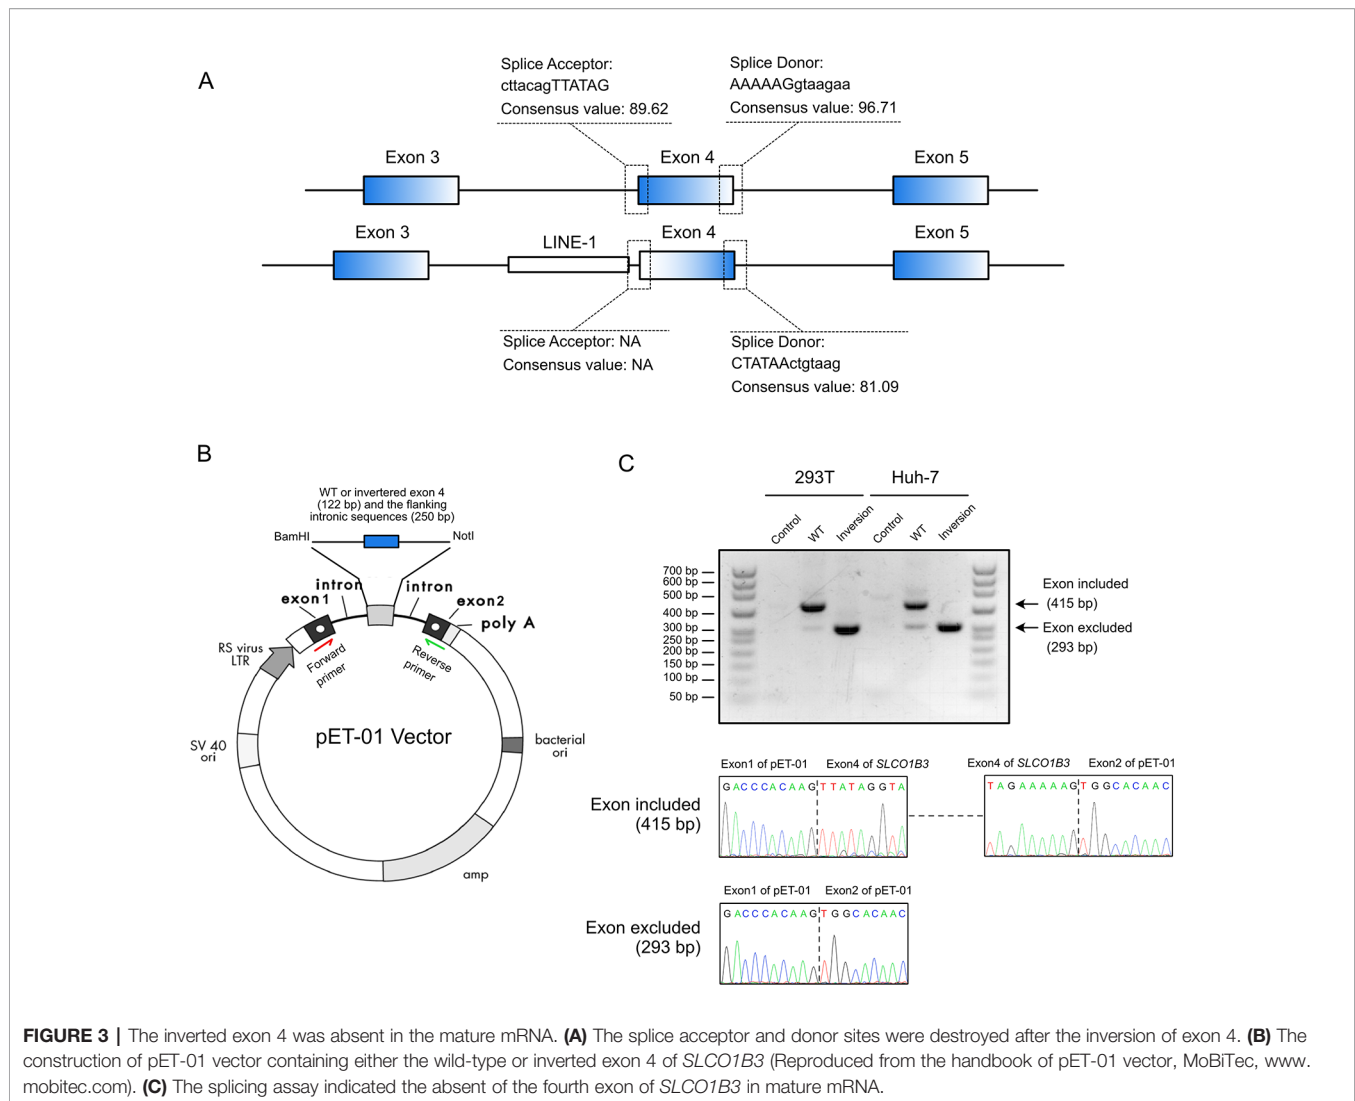 A
Splice Acceptor:
cttacagTTATAG
Consensus value: 89.62
Splice Donor:
AAAAAGgtaagaa
Consensus value: 96.71
Exon 3
Exon 4
Exon 5
Exon 3
LINE-1
Exon 4
Exon 5
Splice Acceptor: NA
Consensus value: NA
Splice Donor:
CTATAActgtaag
Consensus value: 81.09
B
WT or invertered exon 4
(122 bp) and the flanking
intronic sequences (250 bp)
BamHI
NotI
intron
intron
exon1
exon2
poly A
RS virus
LTR
Forward
primer
Reverse
primer
SV 40
ori
pET-01 Vector
bacterial
ori
amp
C
293T
Huh-7
Control
WT
Inversion
Control
WT
Inversion
700 bp
600 bp
500 bp
400 bp
300 bp
250 bp
200 bp
150 bp
100 bp
50 bp
Exon included
(415 bp)
Exon excluded
(293 bp)
Exon1 of pET-01
Exon4 of SLCO1B3
Exon4 of SLCO1B3
Exon2 of pET-01
Exon included
(415 bp)
GACCCACAAGTTATAGGTA
TAGAAAAAGTGGCACAAC
Exon1 of pET-01
Exon2 of pET-01
Exon excluded
(293 bp)
GACCCACAAGTGGCACAAC
FIGURE 3 | The inverted exon 4 was absent in the mature mRNA. (A) The splice acceptor and donor sites were destroyed after the inversion of exon 4. (B) The
construction of pET-01 vector containing either the wild-type or inverted exon 4 of SLCO1B3 (Reproduced from the handbook of pET-01 vector, MoBiTec, www.
mobitec.com). (C) The splicing assay indicated the absent of the fourth exon of SLCO1B3 in mature mRNA.